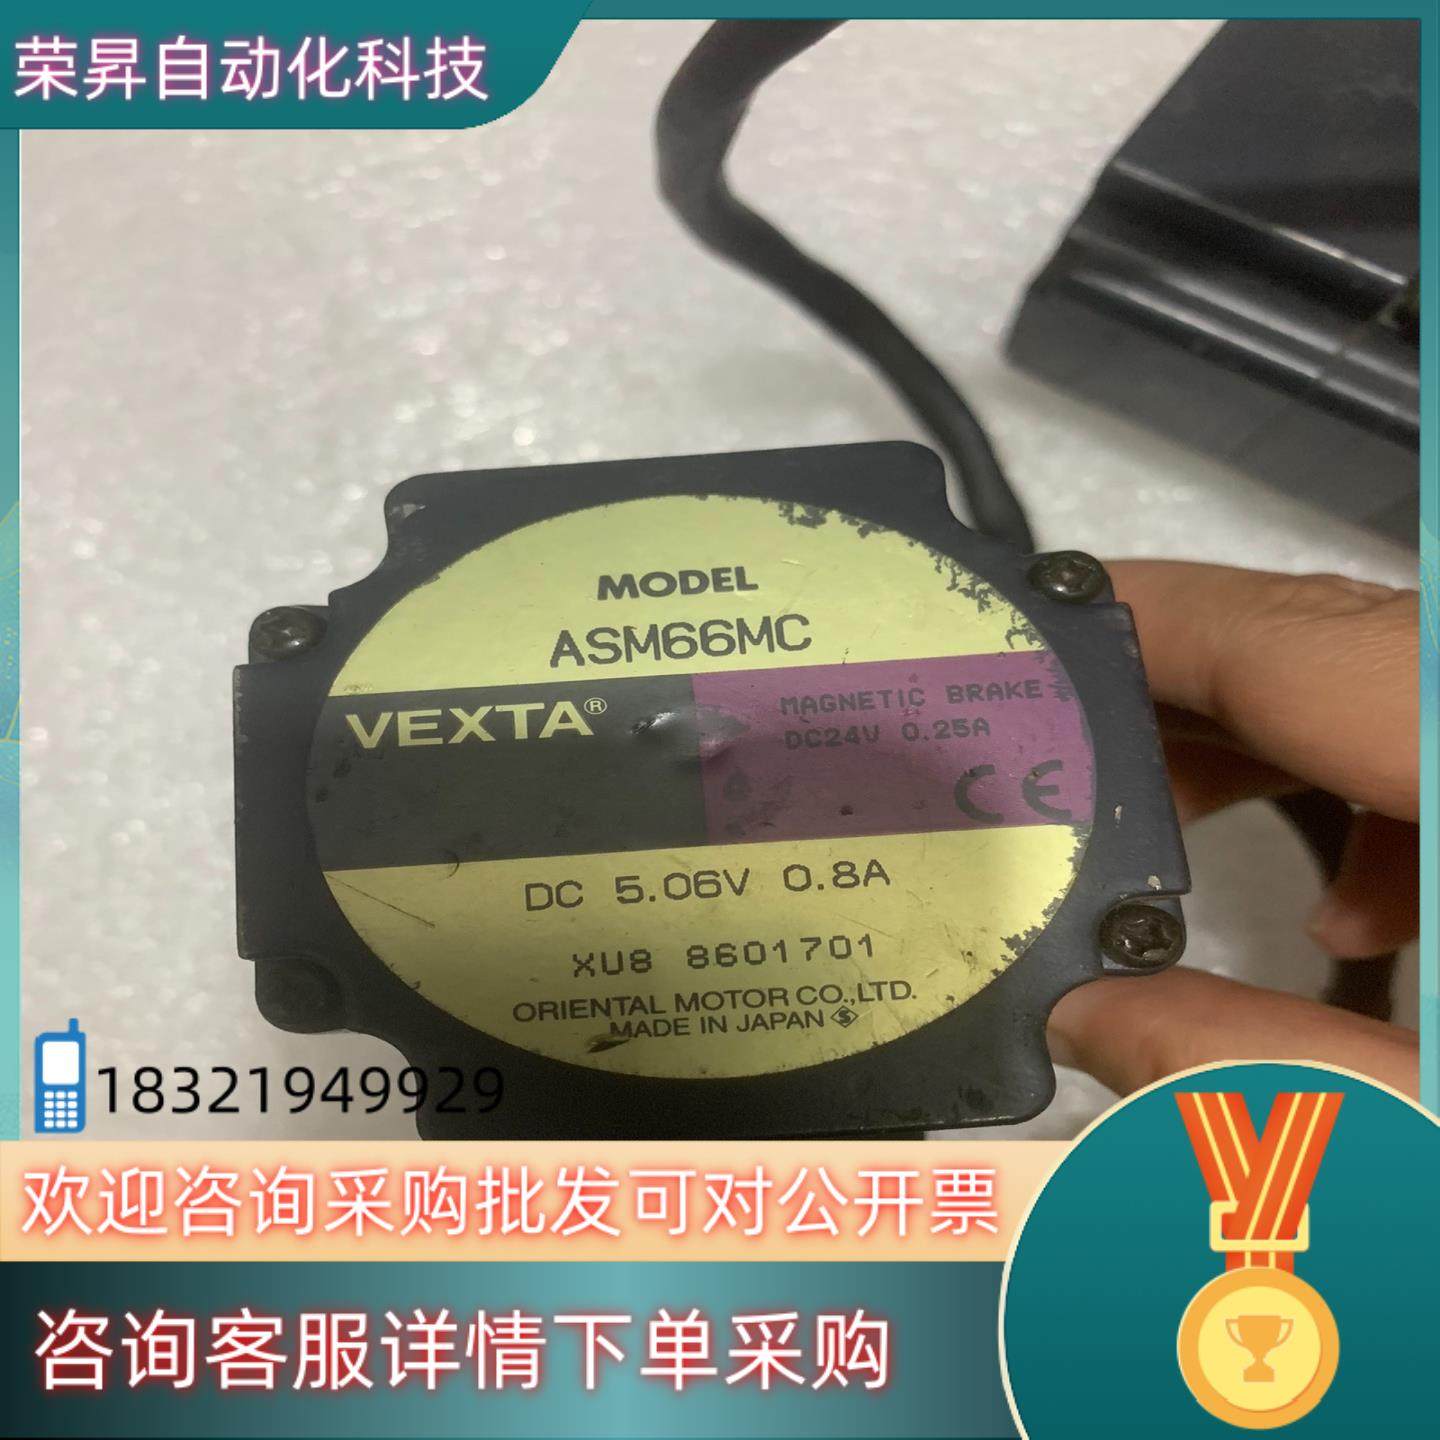 荣昇自动化科技
MODEL
ASM66MC
VEXTA®
MAGNETIC BRAKE
DC24V 0.25A
CE
DC 5.06V 0.8A
XU8 8601701
ORIENTAL MOTOR CO.,LTD.
MADE IN JAPAN
18321949929
欢迎咨询采购批发可对公开票
咨询客服详情下单采购